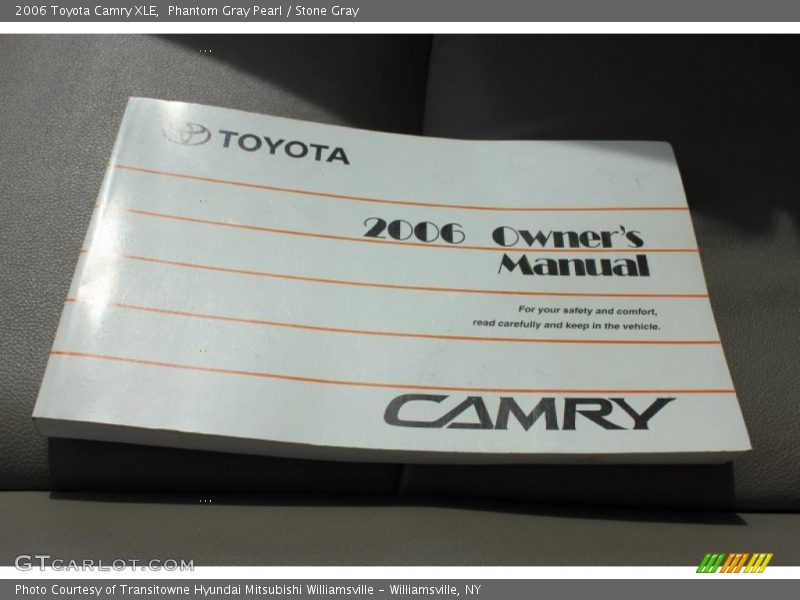 2006 Toyota Camry XLE,  Phantom Gray Pearl / Stone Gray
TOYOTA
2006 Owner's
Manual
For your safety and comfort,
read carefully and keep in the vehicle.
CAMRY
GTCARLOT.COM
Photo Courtesy of Transitowne Hyundai Mitsubishi Williamsville - Williamsville, NY